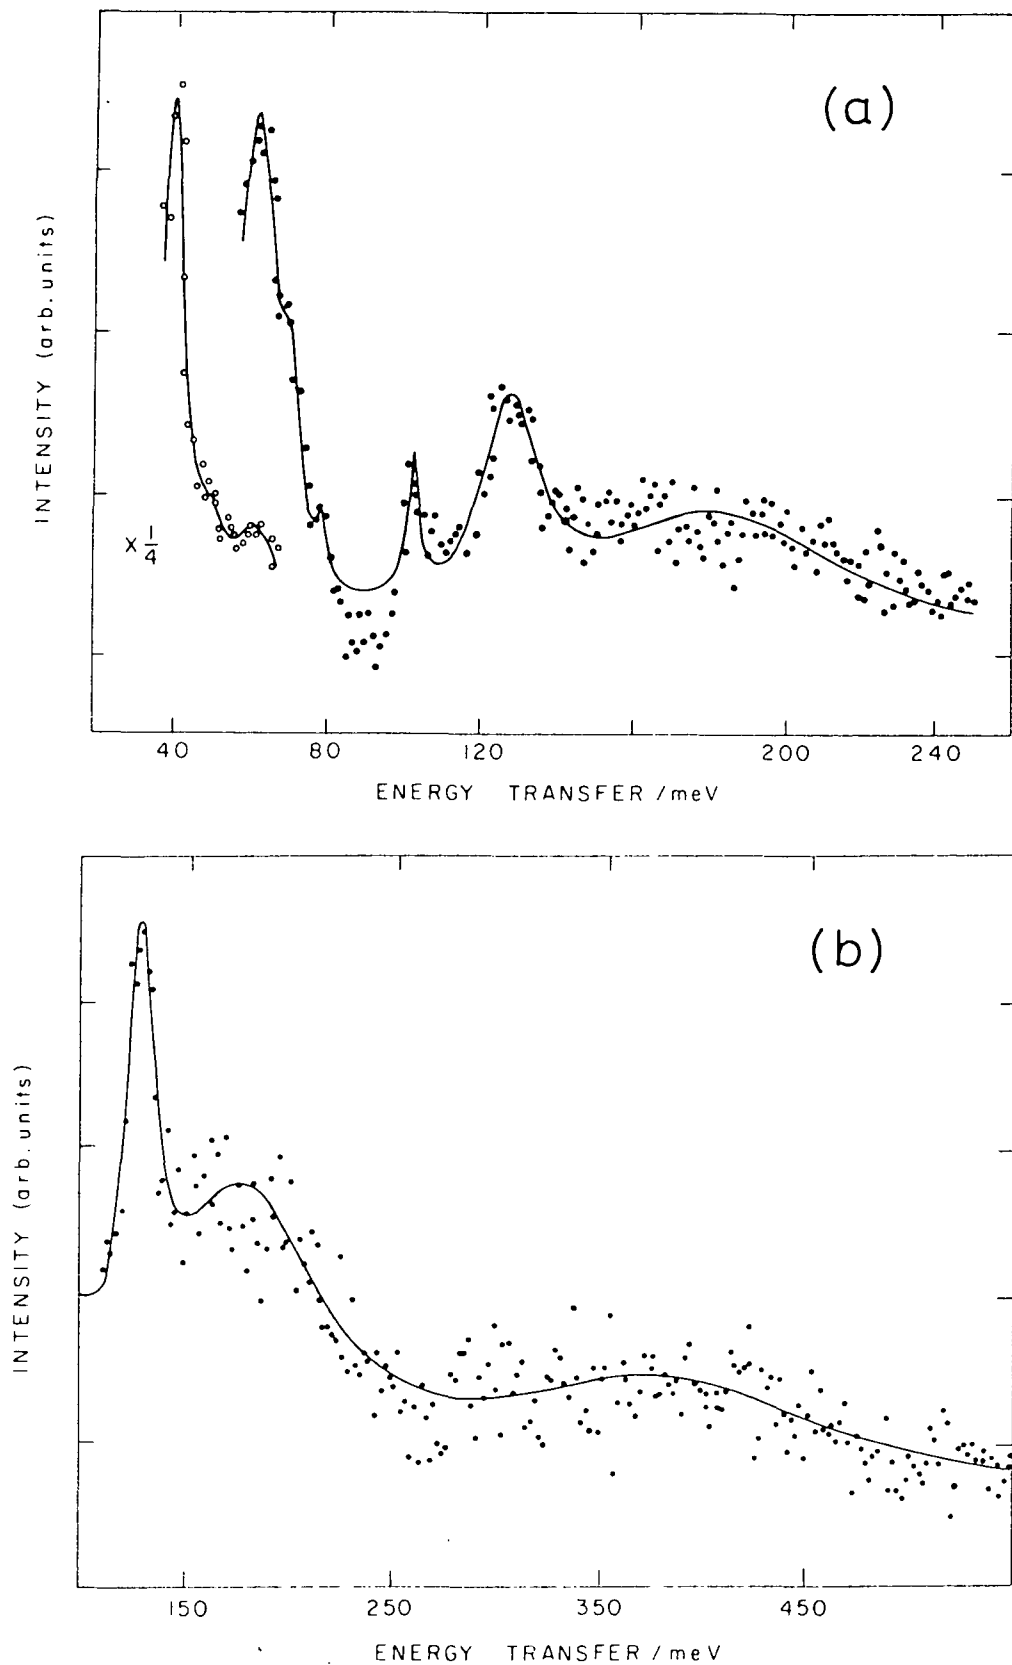 (a)
INTENSITY (arb. units)
x 1/4
40 80 120 200 240
ENERGY TRANSFER /meV
(b)
INTENSITY (arb. units)
150 250 350 450
ENERGY TRANSFER /meV